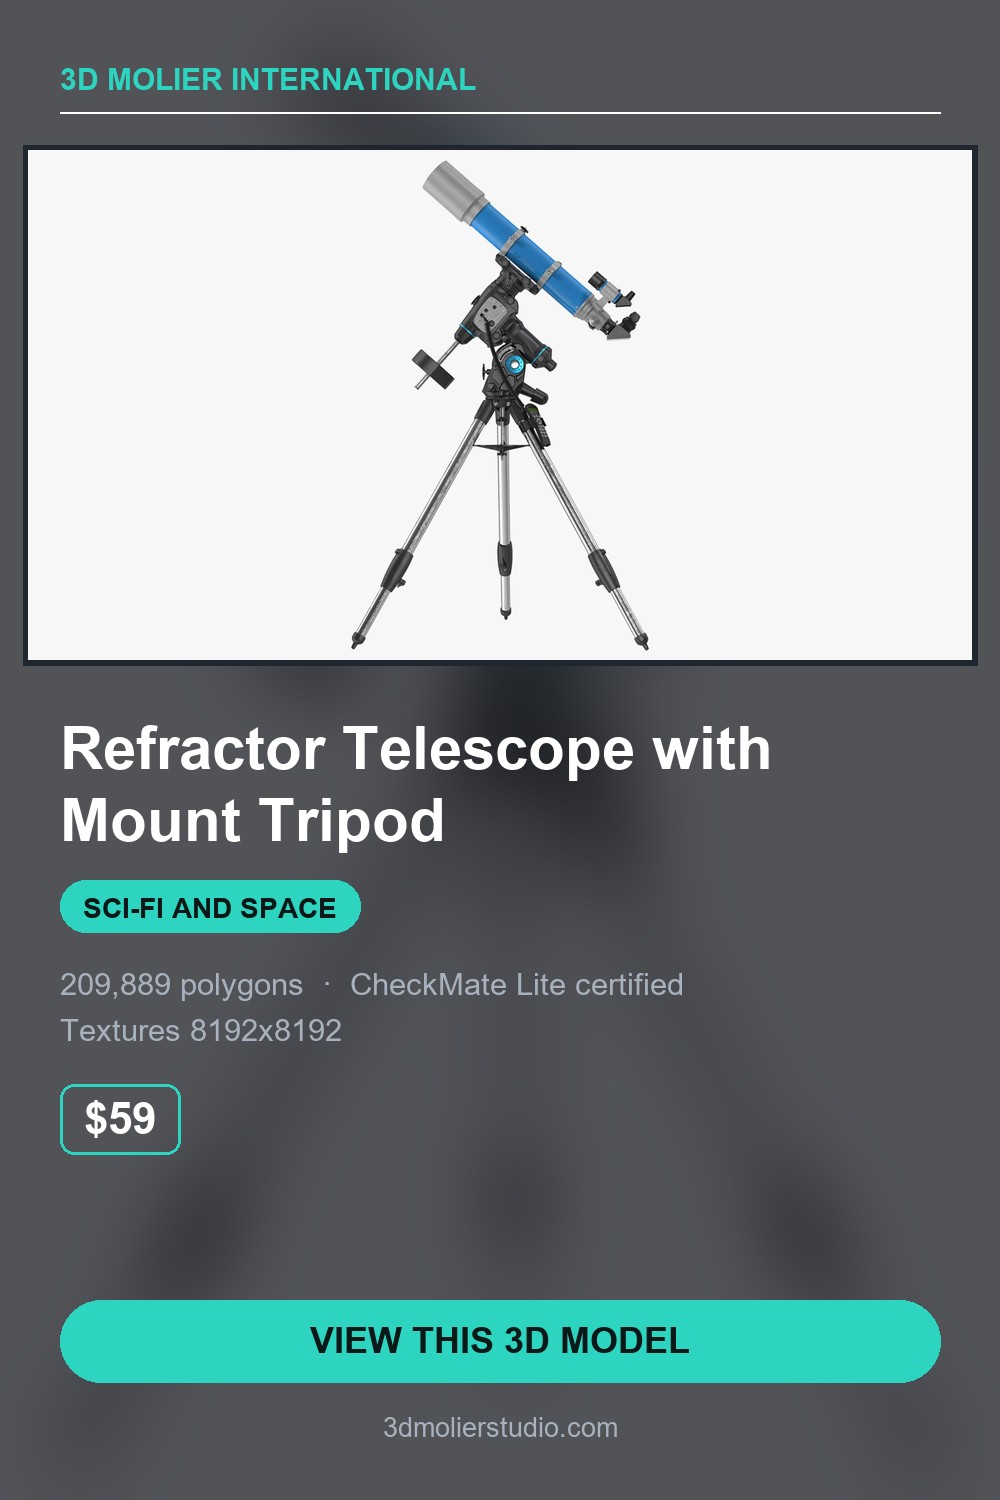 3D MOLIER INTERNATIONAL
Refractor Telescope with
Mount Tripod
SCI-FI AND SPACE
209,889 polygons · CheckMate Lite certified
Textures 8192x8192
$59
VIEW THIS 3D MODEL
3dmolierstudio.com